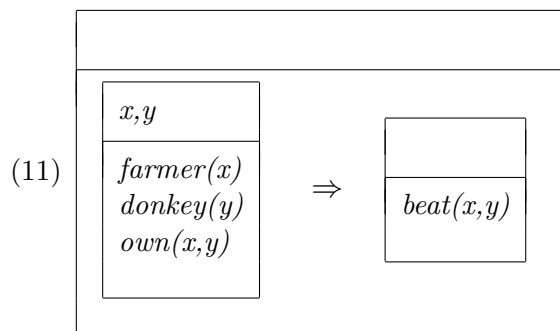 x,y
farmer(x)
(11)
donkey(y)
⇒
beat(x,y)
own(x,y)